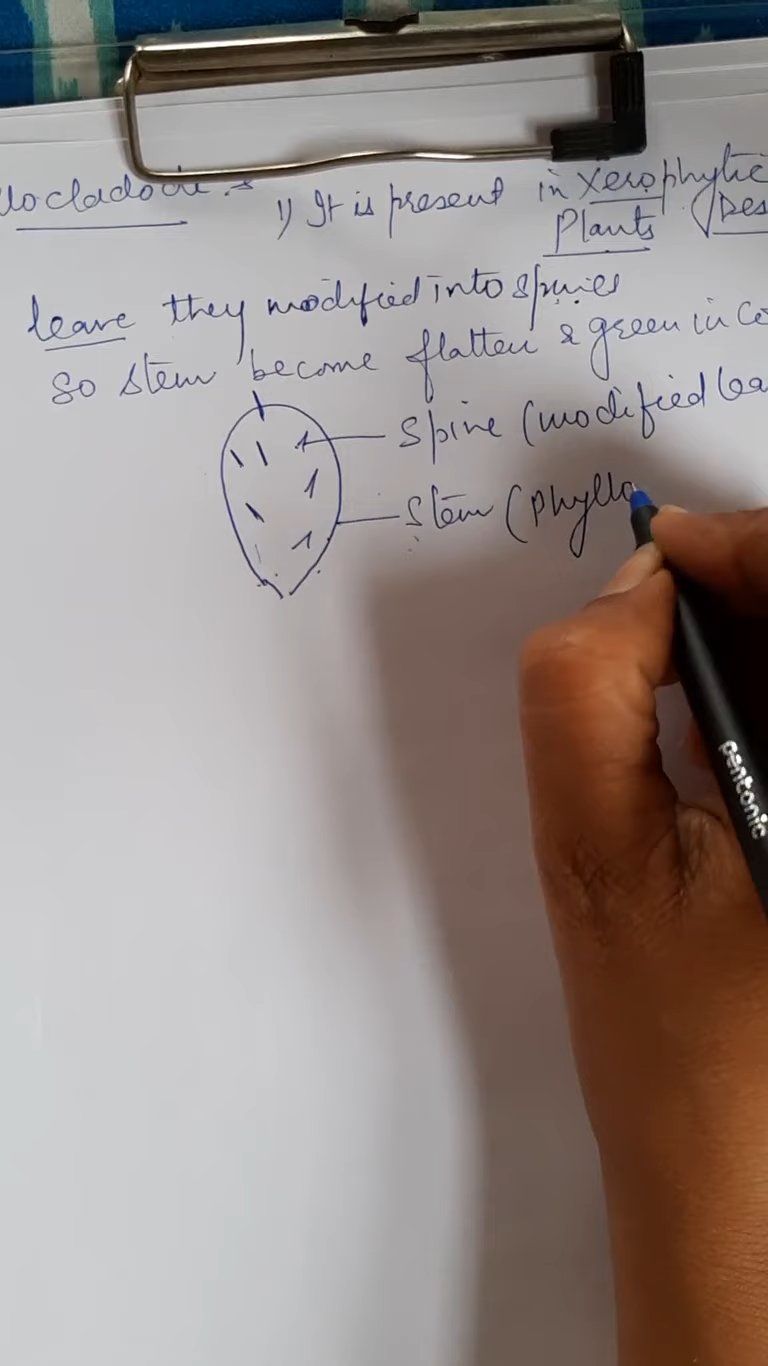 1) It is present in Xerophytic
Plants (Des
leave they modified into spines
so stem become flatten & green in Co
Spine (modified lea
Stem (Phyllo
pentonic